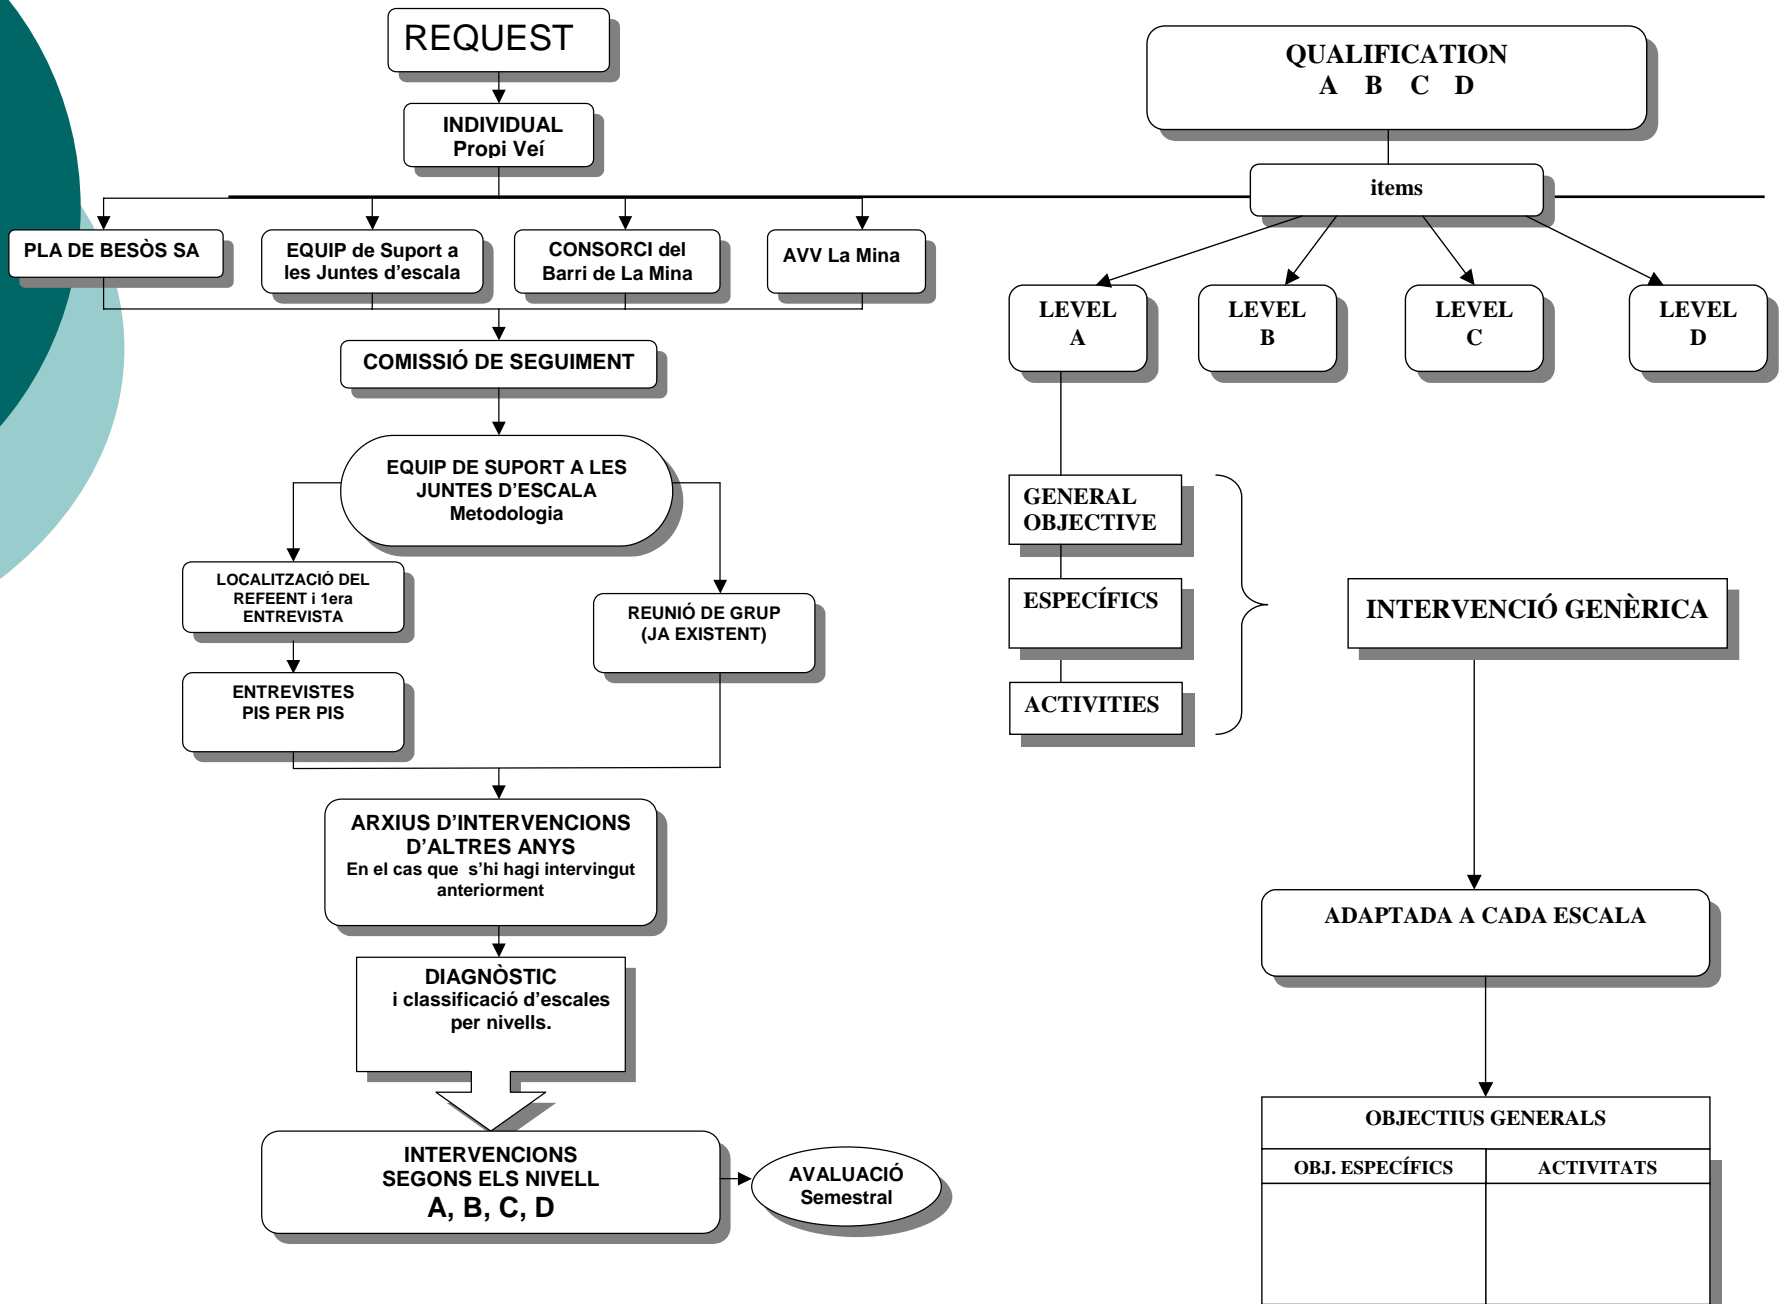 REQUEST
INDIVIDUAL
Propi Veí
PLA DE BESÒS SA
EQUIP de Suport a
les Juntes d'escala
CONSORCI del
Barri de La Mina
AVV La Mina
COMISSIÓ DE SEGUIMENT
EQUIP DE SUPORT A LES
JUNTES D'ESCALA
Metodologia
LOCALITZACIÓ DEL
REFEENT i 1era
ENTREVISTA
REUNIÓ DE GRUP
(JA EXISTENT)
ENTREVISTES
PIS PER PIS
ARXIUS D'INTERVENCIONS
D'ALTRES ANYS
En el cas que s'hi hagi intervingut
anteriorment
DIAGNÒSTIC
i classificació d'escales
per nivells.
INTERVENCIONS
SEGONS ELS NIVELL
A, B, C, D
AVALUACIÓ
Semestral
QUALIFICATION
A B C D
items
LEVEL
A
LEVEL
B
LEVEL
C
LEVEL
D
GENERAL
OBJECTIVE
ESPECÍFICS
ACTIVITIES
INTERVENCIÓ GENÈRICA
ADAPTADA A CADA ESCALA
OBJECTIUS GENERALS
OBJ. ESPECÍFICS
ACTIVITATS